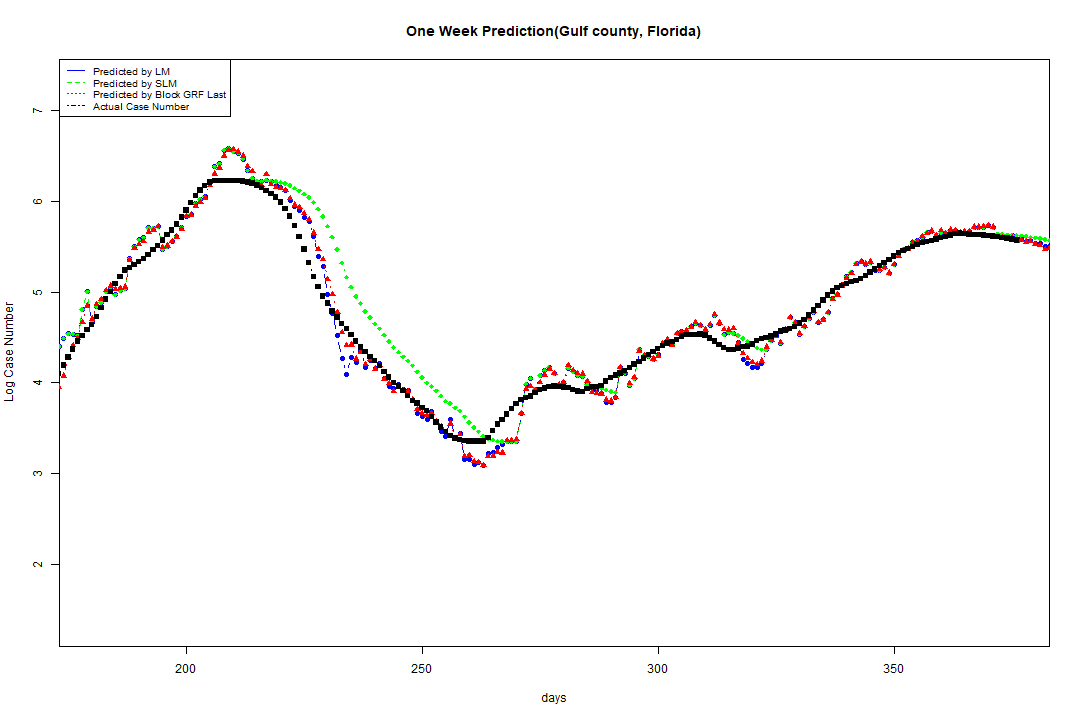 One Week Prediction(Gulf county, Florida)
Predicted by LM
Predicted by SLM
Predicted by Block GRF Last
Actual Case Number
7
6
5
4
3
2
Log Case Number
200
250
300
350
days